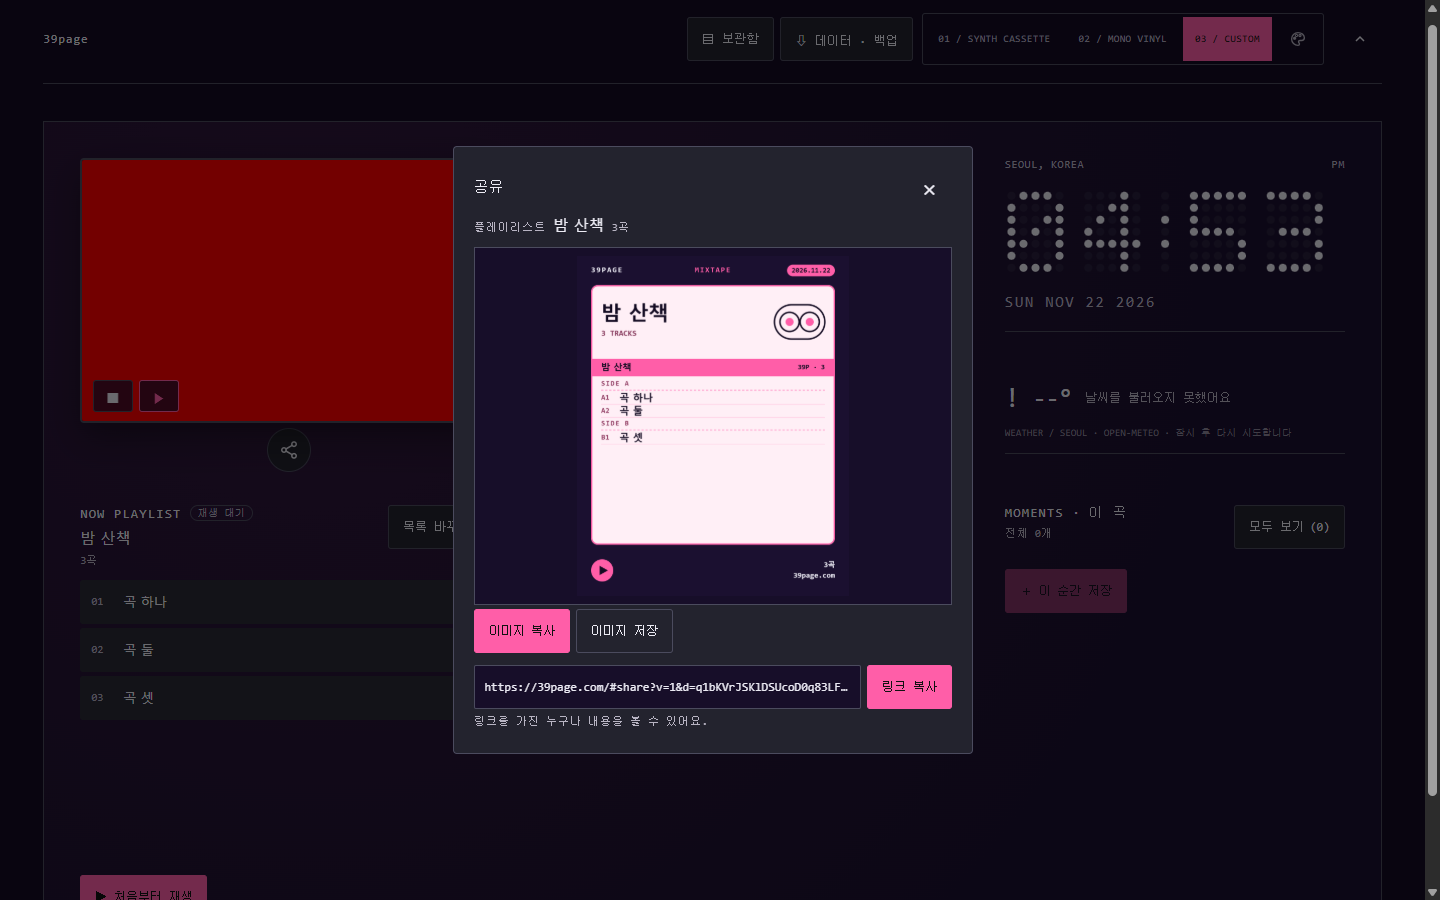 39page
보관함
데이터 · 백업
01 / SYNTH CASSETTE
02 / MONO VINYL
03 / CUSTOM
공유
플레이리스트 밤 산책 3곡
39PAGE
MIXTAPE
2026.11.22
밤 산책
3 TRACKS
밤 산책
39P · 3
SIDE A
A1 곡 하나
A2 곡 둘
SIDE B
B1 곡 셋
3곡
39page.com
이미지 복사
이미지 저장
https://39page.com/#share?v=1&d=q1bKVrJSKlDSUcoD0q83LF…
링크 복사
링크를 가진 누구나 내용을 볼 수 있어요.
NOW PLAYLIST
재생 대기
밤 산책
3곡
목록 바꾸
01 곡 하나
02 곡 둘
03 곡 셋
처음부터 재생
SEOUL, KOREA
PM
04:53
SUN NOV 22 2026
! --° 날씨를 불러오지 못했어요
WEATHER / SEOUL · OPEN-METEO · 잠시 후 다시 시도합니다
MOMENTS · 이 곡
전체 0개
모두 보기 (0)
+ 이 순간 저장